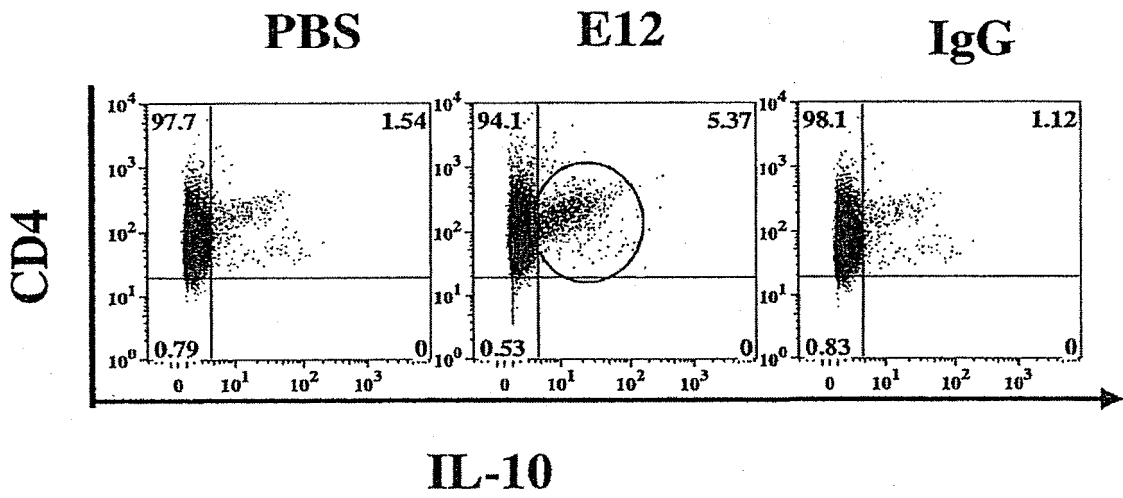 PBS E12 IgG
10⁴ 97.7 1.54 10⁴ 94.1 5.37 10⁴ 98.1 1.12
10³ 10³ 10³
CD4
10² 10² 10²
10¹ 10¹ 10¹
10⁰ 0.79 0 10⁰ 0.53 0 10⁰ 0.83 0
0 10¹ 10² 10³ 0 10¹ 10² 10³ 0 10¹ 10² 10³
IL-10